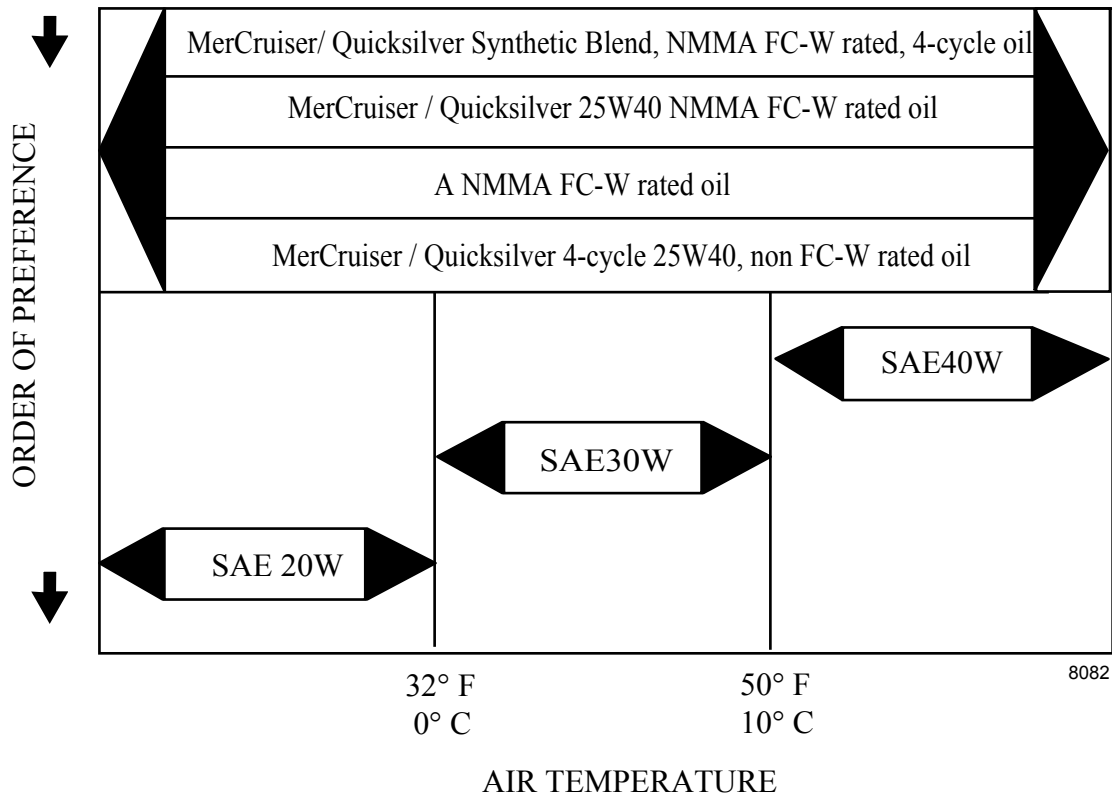 ORDER OF PREFERENCE
MerCruiser/ Quicksilver Synthetic Blend, NMMA FC-W rated, 4-cycle oil
MerCruiser / Quicksilver 25W40 NMMA FC-W rated oil
A NMMA FC-W rated oil
MerCruiser / Quicksilver 4-cycle 25W40, non FC-W rated oil
SAE40W
SAE30W
SAE 20W
8082
32° F
0° C
50° F
10° C
AIR TEMPERATURE